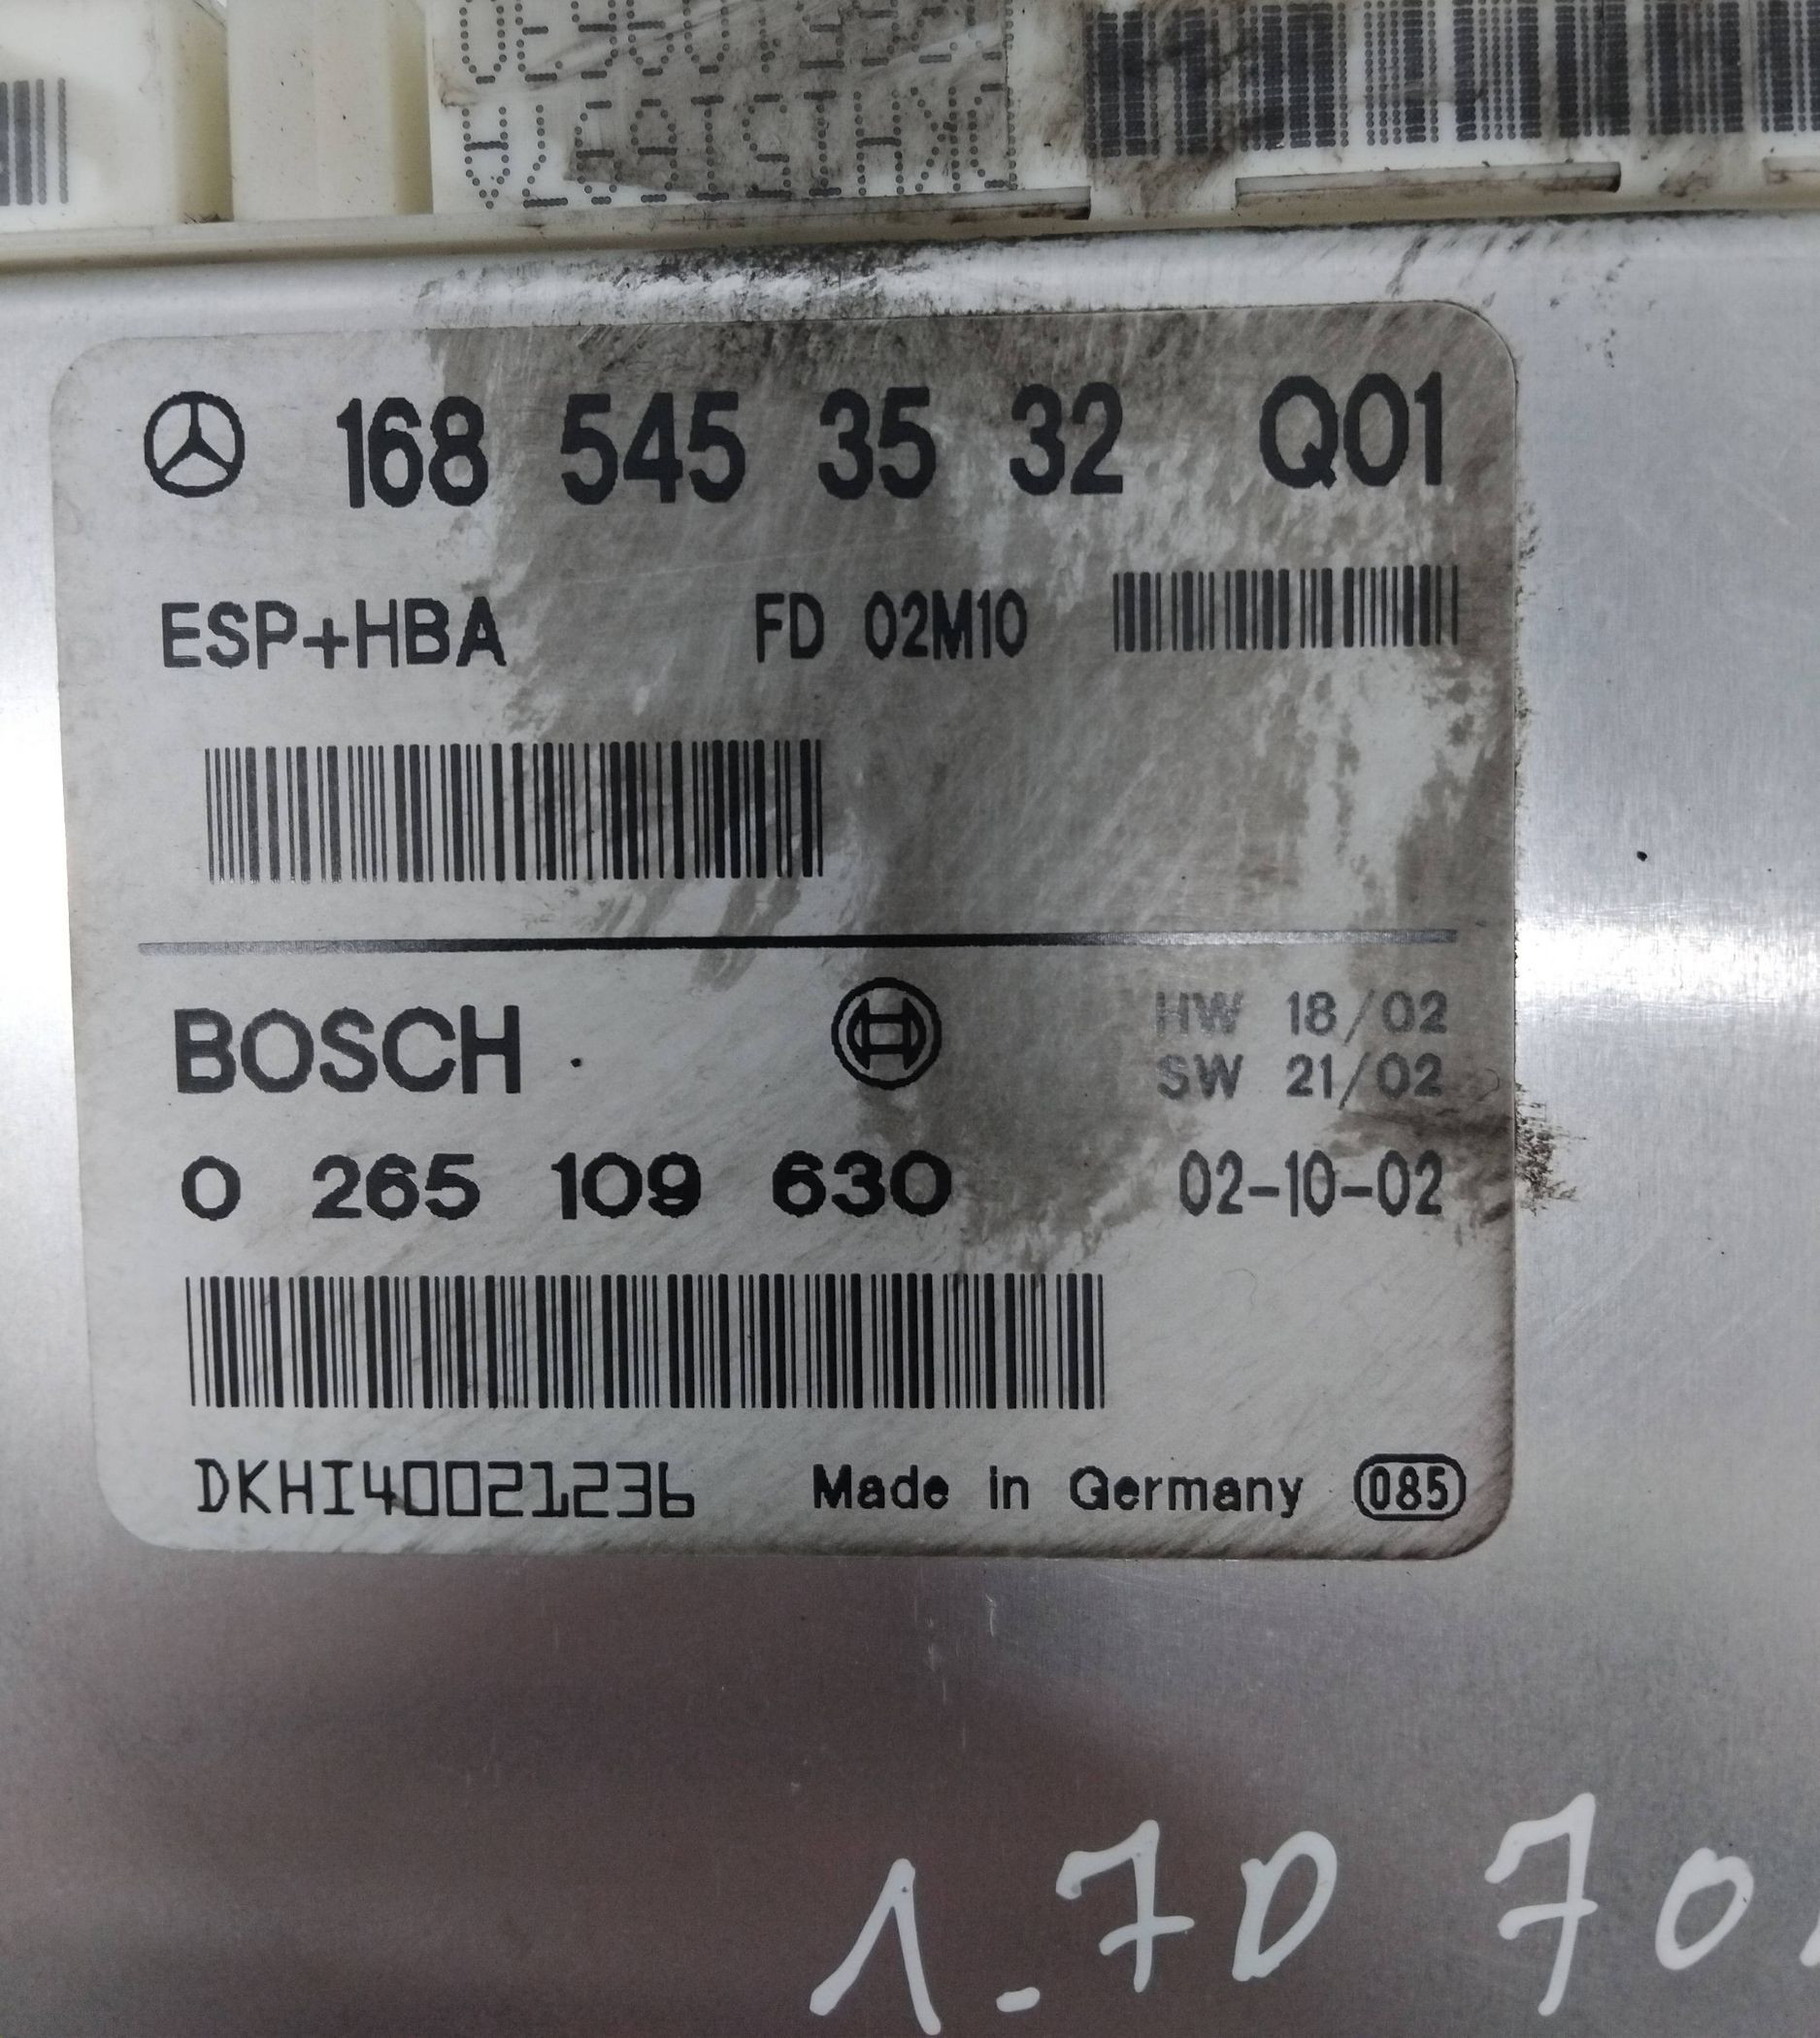 168 545 35 32 Q01
ESP+HBA FD 02M10
BOSCH HW 18/02
SW 21/02
0 265 109 630 02-10-02
DKHI40021236 Made in Germany 085
1.7D 70